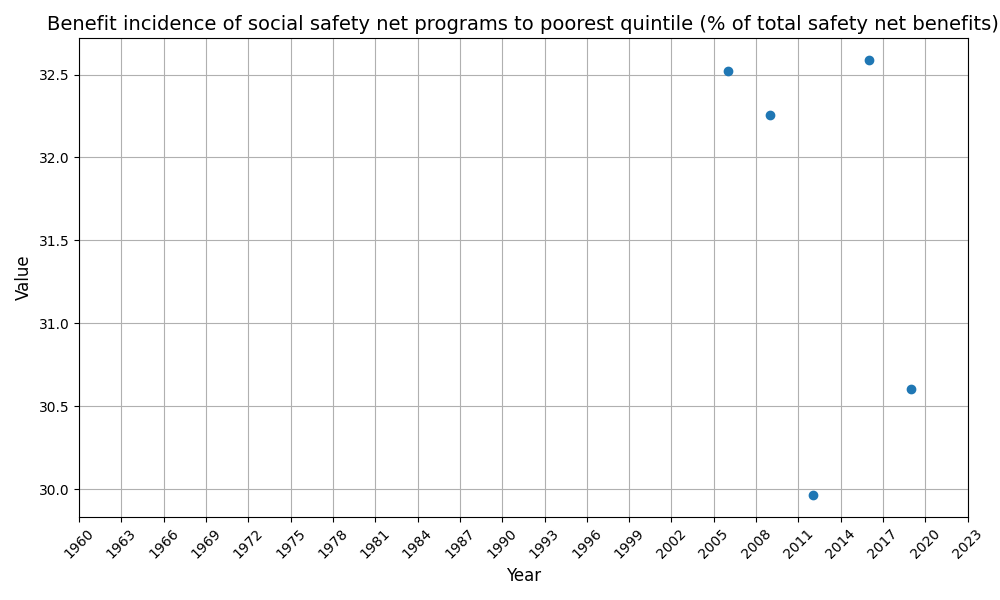 Benefit incidence of social safety net programs to poorest quintile (% of total safety net benefits)
Value
32.5
32.0
31.5
31.0
30.5
30.0
1960 1963 1966 1969 1972 1975 1978 1981 1984 1987 1990 1993 1996 1999 2002 2005 2008 2011 2014 2017 2020 2023
Year